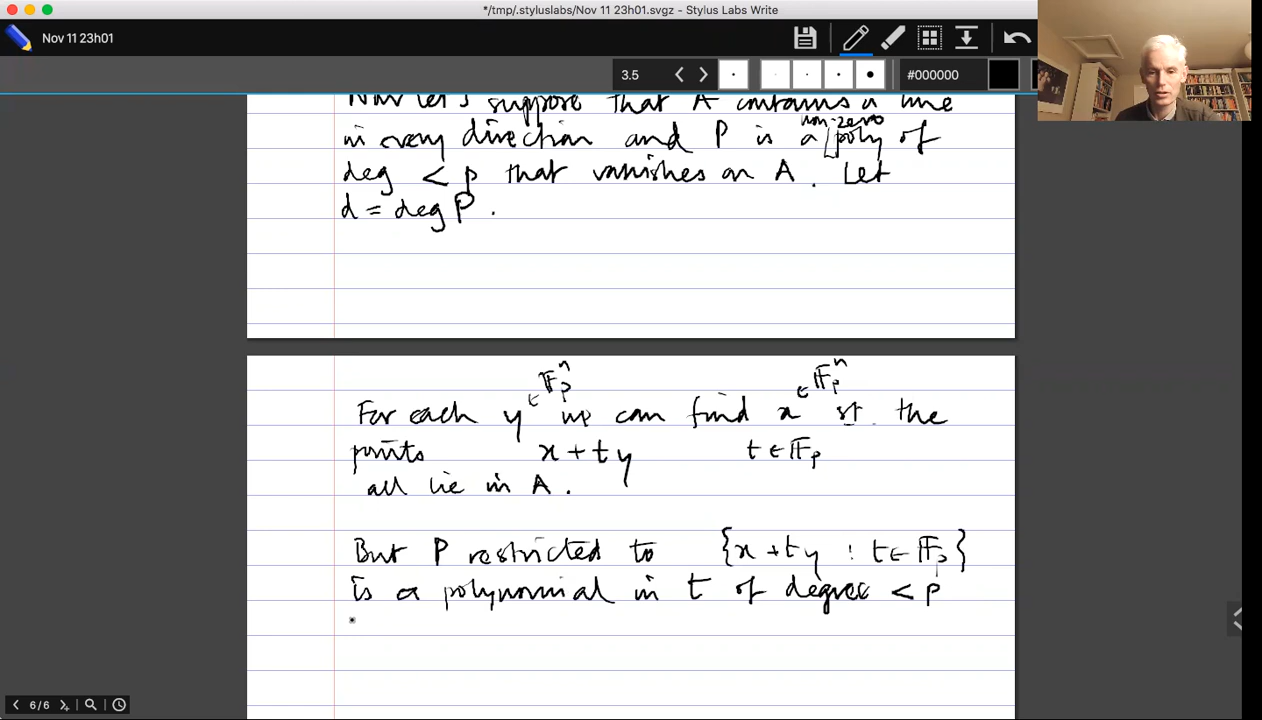 */tmp/.styluslabs/Nov 11 23h01.svgz - Stylus Labs Write
Nov 11 23h01
3.5
#000000
Now let's suppose that A contains a line
in every direction and P is a non-zero poly of
deg < p that vanishes on A. Let
d = deg P.
For each y ∈ 𝔽ₚⁿ we can find x ∈ 𝔽ₚⁿ st. the
points x + ty t ∈ 𝔽ₚ
all lie in A.
But P restricted to {x + ty : t ∈ 𝔽ₚ}
is a polynomial in t of degree < p
6/6